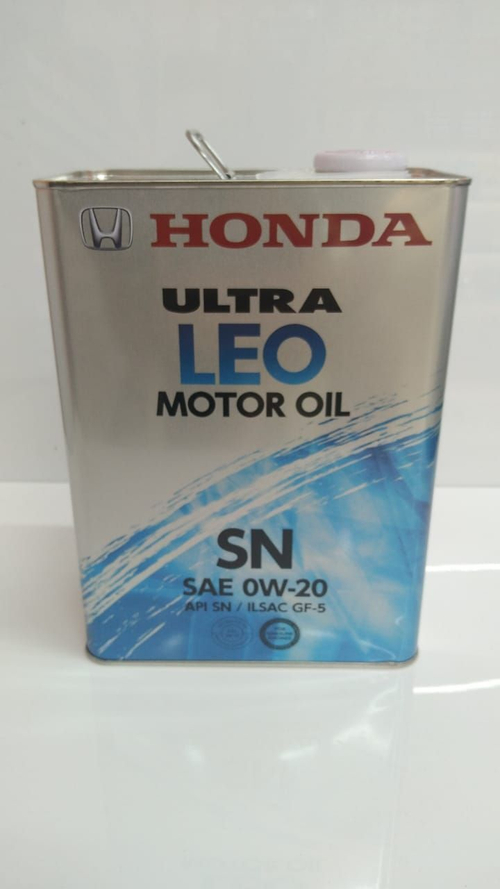 HONDA
ULTRA
LEO
MOTOR OIL
SN
SAE 0W-20
API SN / ILSAC GF-5